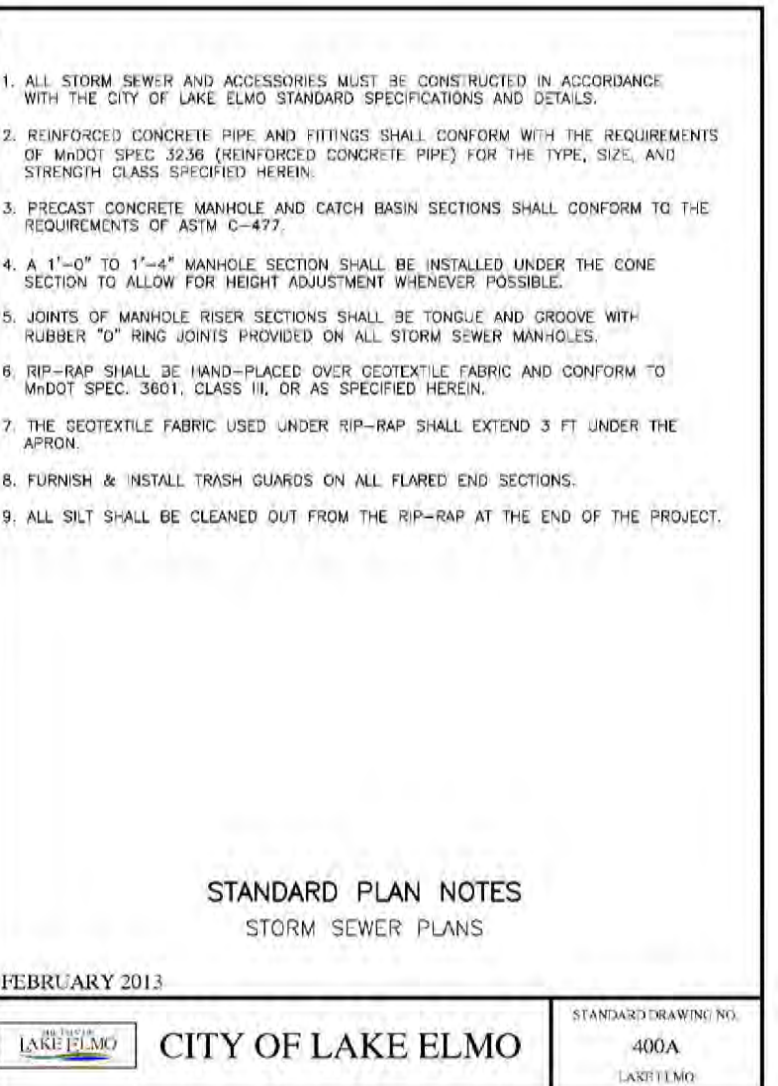 1. ALL STORM SEWER AND ACCESSORIES MUST BE CONSTRUCTED IN ACCORDANCE
WITH THE CITY OF LAKE ELMO STANDARD SPECIFICATIONS AND DETAILS.
2. REINFORCED CONCRETE PIPE AND FITTINGS SHALL CONFORM WITH THE REQUIREMENTS
OF MnDOT SPEC 3236 (REINFORCED CONCRETE PIPE) FOR THE TYPE, SIZE, AND
STRENGTH CLASS SPECIFIED HEREIN.
3. PRECAST CONCRETE MANHOLE AND CATCH BASIN SECTIONS SHALL CONFORM TO THE
REQUIREMENTS OF ASTM C-477.
4. A 1'-0" TO 1'-4" MANHOLE SECTION SHALL BE INSTALLED UNDER THE CONE
SECTION TO ALLOW FOR HEIGHT ADJUSTMENT WHENEVER POSSIBLE.
5. JOINTS OF MANHOLE RISER SECTIONS SHALL BE TONGUE AND GROOVE WITH
RUBBER "O" RING JOINTS PROVIDED ON ALL STORM SEWER MANHOLES.
6. RIP-RAP SHALL BE HAND-PLACED OVER GEOTEXTILE FABRIC AND CONFORM TO
MnDOT SPEC. 3601, CLASS III, OR AS SPECIFIED HEREIN.
7. THE GEOTEXTILE FABRIC USED UNDER RIP-RAP SHALL EXTEND 3 FT UNDER THE
APRON.
8. FURNISH & INSTALL TRASH GUARDS ON ALL FLARED END SECTIONS.
9. ALL SILT SHALL BE CLEANED OUT FROM THE RIP-RAP AT THE END OF THE PROJECT.
STANDARD PLAN NOTES
STORM SEWER PLANS
FEBRUARY 2013
THE CITY OF
LAKE ELMO
CITY OF LAKE ELMO
STANDARD DRAWING NO.
400A
LAKE ELMO